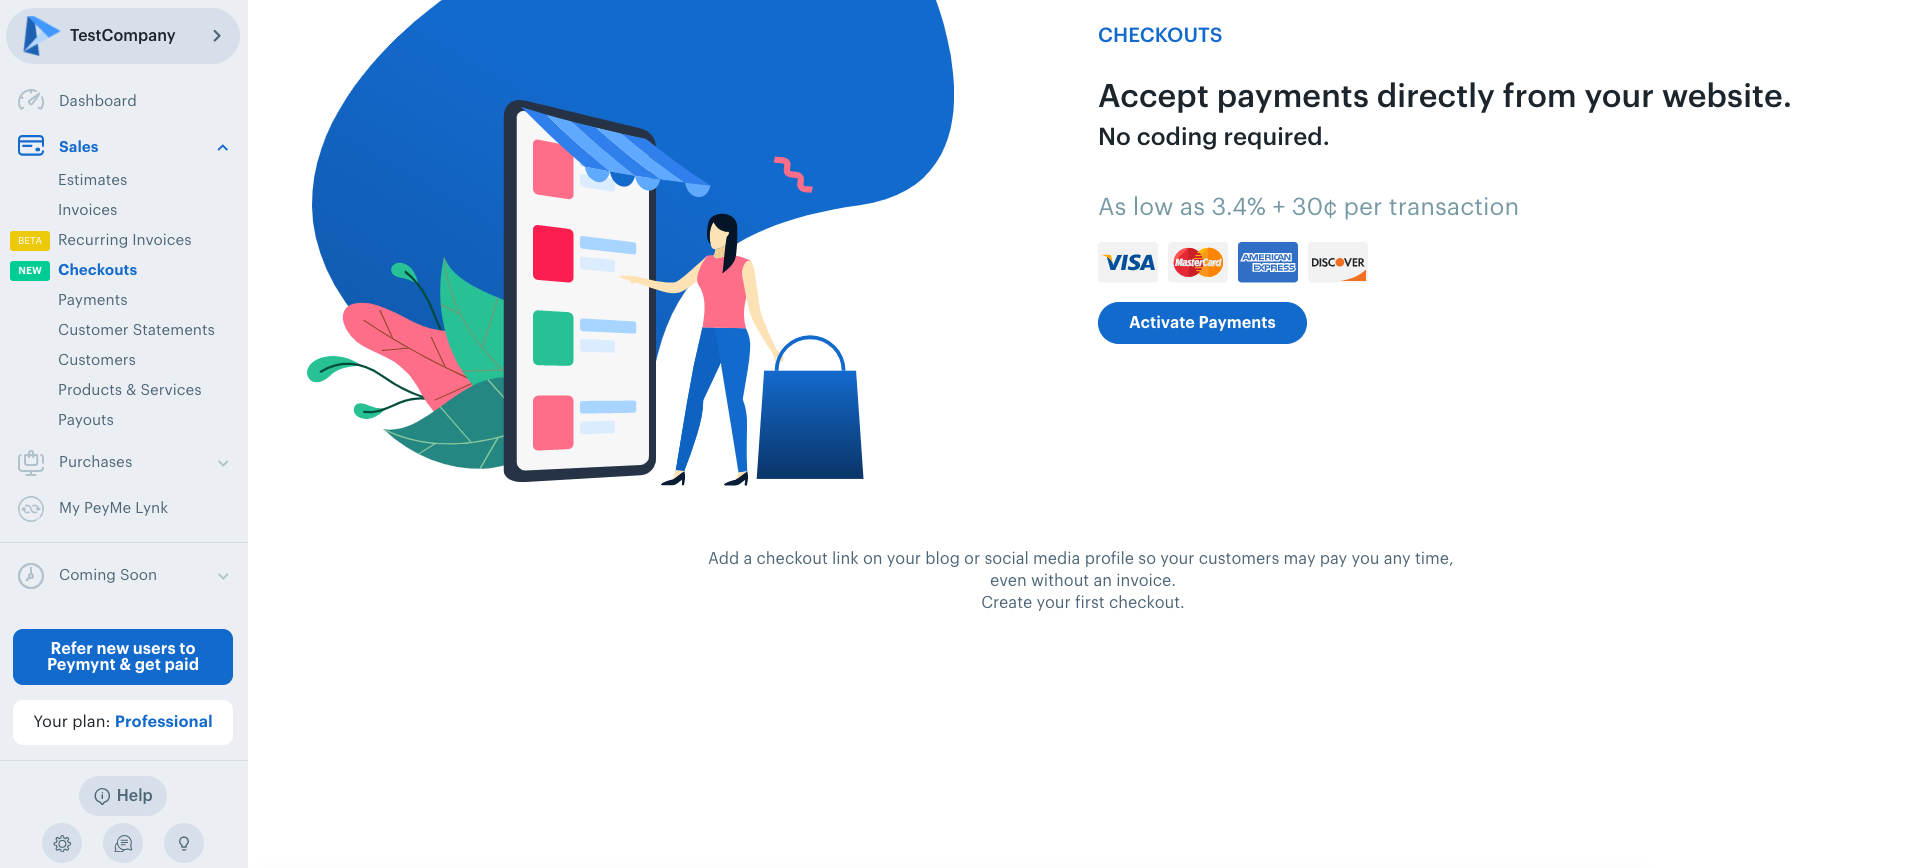 TestCompany
Dashboard
Sales
Estimates
Invoices
BETA Recurring Invoices
NEW Checkouts
Payments
Customer Statements
Customers
Products & Services
Payouts
Purchases
My PeyMe Lynk
Coming Soon
Refer new users to
Peymynt & get paid
Your plan: Professional
Help
CHECKOUTS
Accept payments directly from your website.
No coding required.
As low as 3.4% + 30¢ per transaction
VISA MasterCard AMERICAN EXPRESS DISCOVER
Activate Payments
Add a checkout link on your blog or social media profile so your customers may pay you any time,
even without an invoice.
Create your first checkout.